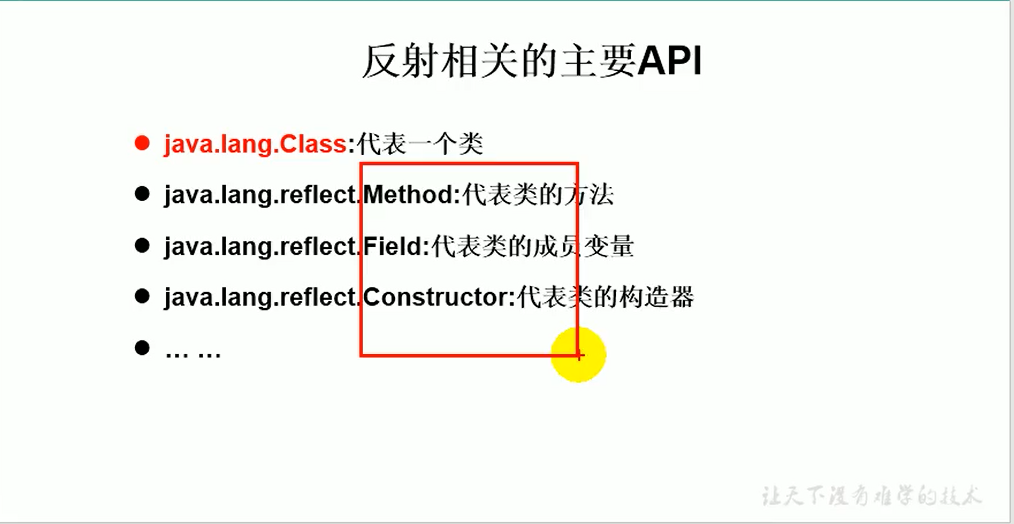 反射相关的主要API
java.lang.Class:代表一个类
java.lang.reflect.Method:代表类的方法
java.lang.reflect.Field:代表类的成员变量
java.lang.reflect.Constructor:代表类的构造器
… …
让天下没有难学的技术